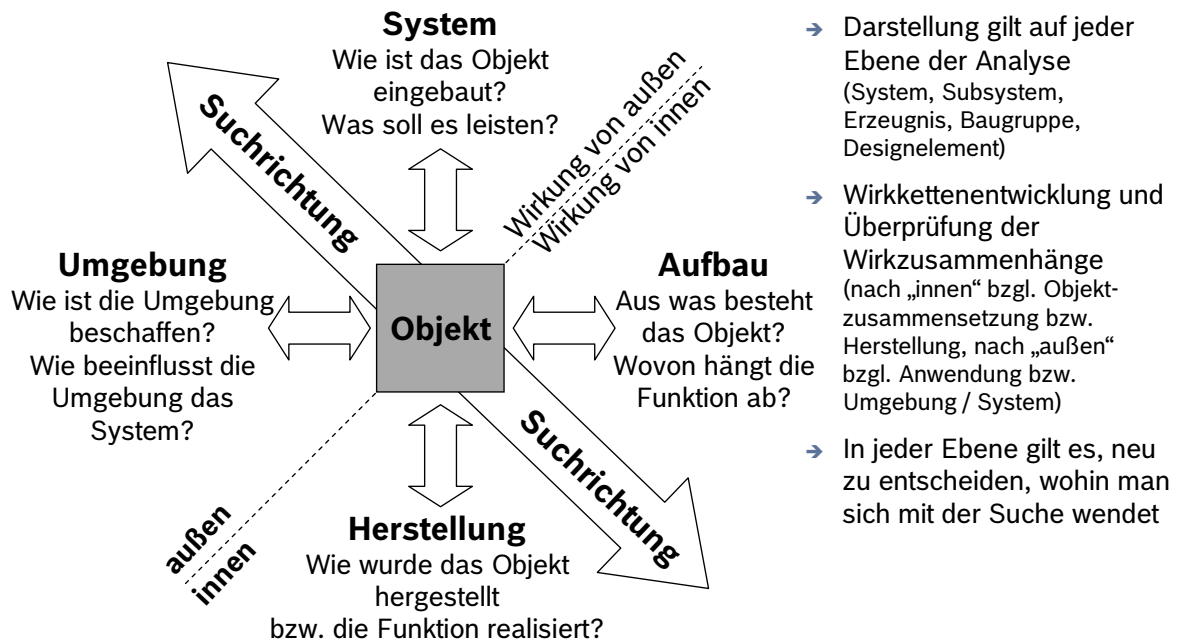 System
Wie ist das Objekt
eingebaut?
Was soll es leisten?
Suchrichtung
Wirkung von außen
Wirkung von innen
Umgebung
Wie ist die Umgebung
beschaffen?
Wie beeinflusst die
Umgebung das
System?
Objekt
Aufbau
Aus was besteht
das Objekt?
Wovon hängt die
Funktion ab?
Suchrichtung
außen
innen
Herstellung
Wie wurde das Objekt
hergestellt
bzw. die Funktion realisiert?
➔ Darstellung gilt auf jeder
Ebene der Analyse
(System, Subsystem,
Erzeugnis, Baugruppe,
Designelement)
➔ Wirkkettenentwicklung und
Überprüfung der
Wirkzusammenhänge
(nach „innen“ bzgl. Objekt-
zusammensetzung bzw.
Herstellung, nach „außen“
bzgl. Anwendung bzw.
Umgebung / System)
➔ In jeder Ebene gilt es, neu
zu entscheiden, wohin man
sich mit der Suche wendet